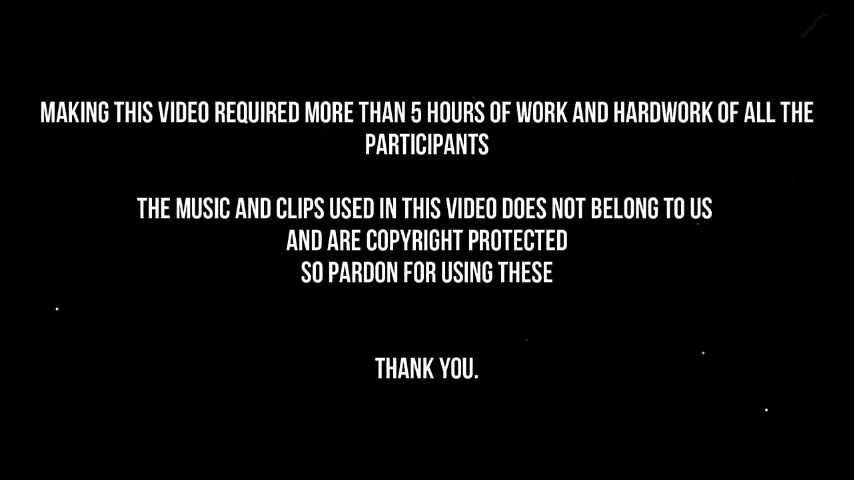 MAKING THIS VIDEO REQUIRED MORE THAN 5 HOURS OF WORK AND HARDWORK OF ALL THE
PARTICIPANTS
THE MUSIC AND CLIPS USED IN THIS VIDEO DOES NOT BELONG TO US
AND ARE COPYRIGHT PROTECTED
SO PARDON FOR USING THESE
THANK YOU.